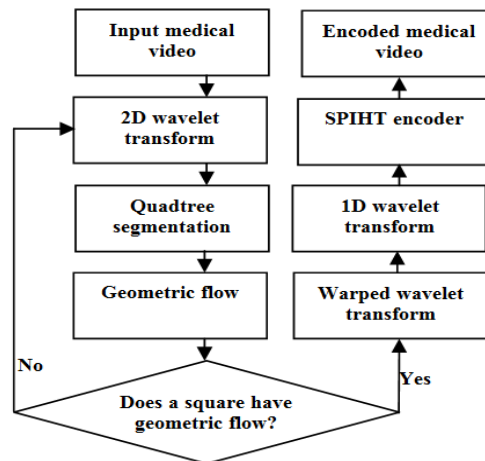 Input medical
video
2D wavelet
transform
Quadtree
segmentation
Geometric flow
No
Does a square have
geometric flow?
Yes
Warped wavelet
transform
1D wavelet
transform
SPIHT encoder
Encoded medical
video